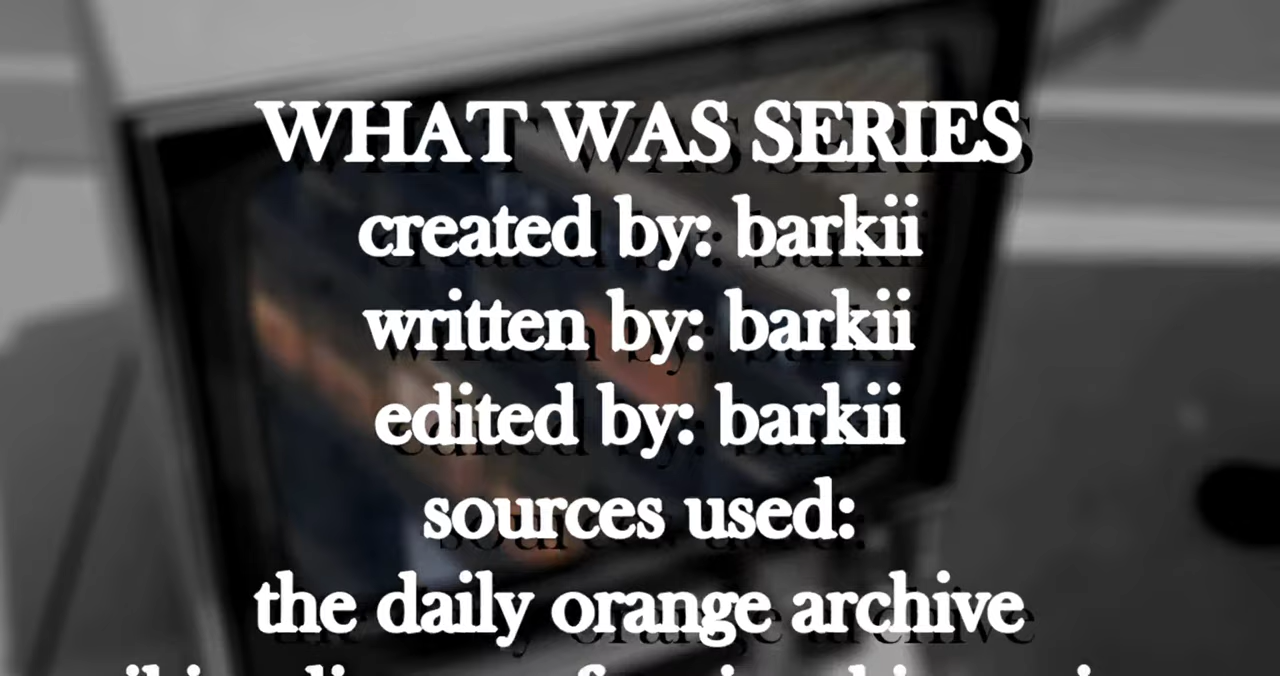 WHAT WAS SERIES
created by: barkii
written by: barkii
edited by: barkii
sources used:
the daily orange archive